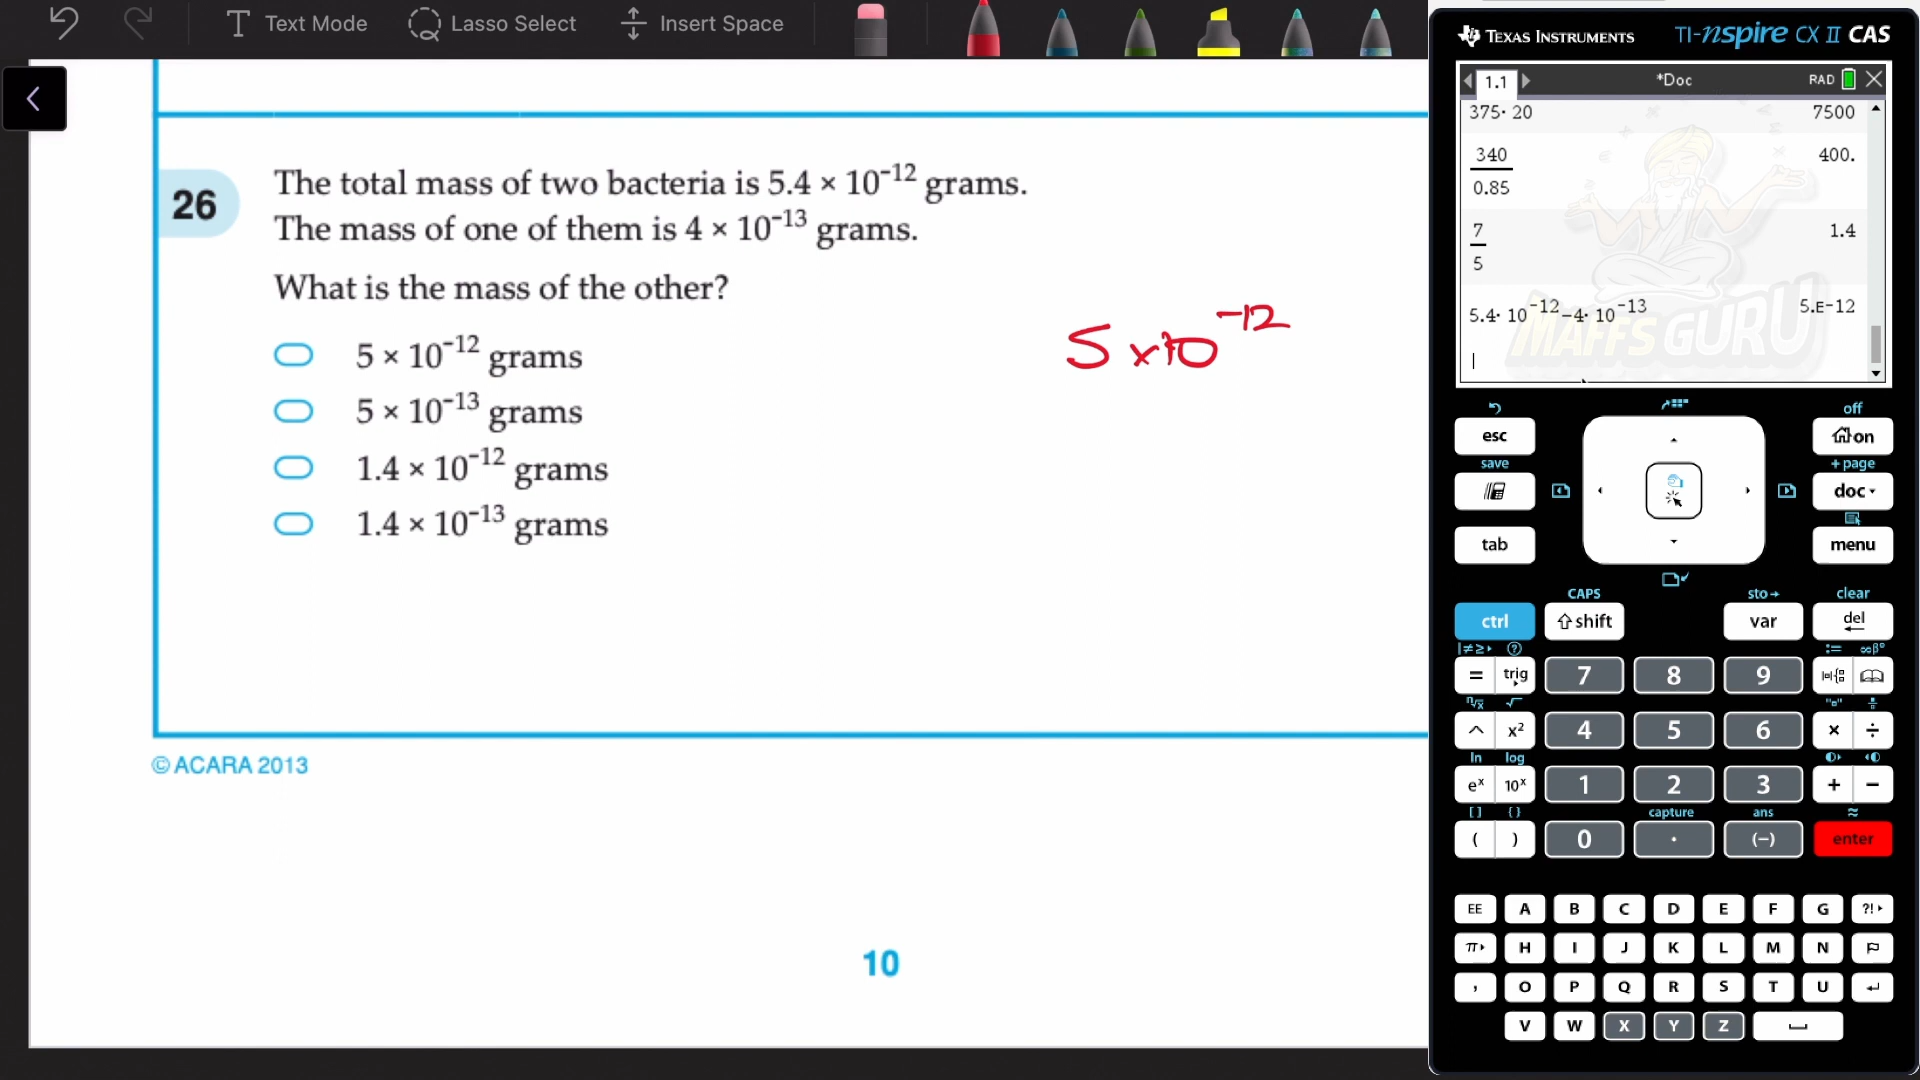 Text Mode Lasso Select Insert Space
26
The total mass of two bacteria is 5.4 × 10⁻¹² grams.
The mass of one of them is 4 × 10⁻¹³ grams.
What is the mass of the other?
5 × 10⁻¹² grams
5 × 10⁻¹³ grams
1.4 × 10⁻¹² grams
1.4 × 10⁻¹³ grams
5 ×10⁻¹²
© ACARA 2013
10
TEXAS INSTRUMENTS TI-nspire CX II CAS
1.1 *Doc RAD
375· 20 7500
340
0.85
400.
7
5
1.4
5.4· 10⁻¹²−4· 10⁻¹³ 5.E-12
MAFFS GURU
off
esc on
save + page
doc
tab menu
CAPS sto→ clear
ctrl shift var del
|≠≥▸ ? := ∞β°
= trig 7 8 9
ⁿ√x √ "▫"
^ x² 4 5 6 × ÷
ln log
eˣ 10ˣ 1 2 3 + −
[ ] { } capture ans ≈
( ) 0 . (−) enter
EE A B C D E F G ?!▸
π▸ H I J K L M N
, O P Q R S T U ↵
V W X Y Z